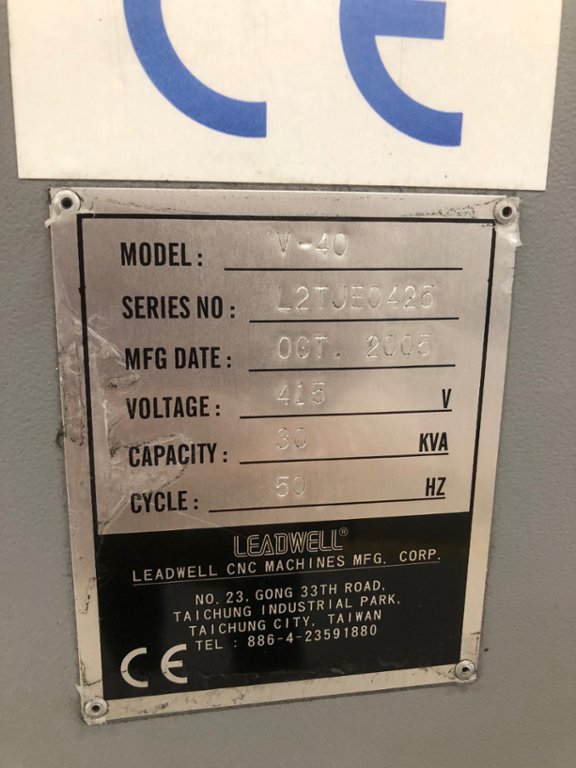 CE
MODEL: V-40
SERIES NO: L2TJE0425
MFG DATE: OCT. 2005
VOLTAGE: 415 V
CAPACITY: 30 KVA
CYCLE: 50 HZ
LEADWELL®
LEADWELL CNC MACHINES MFG. CORP.
NO. 23, GONG 33TH ROAD,
TAICHUNG INDUSTRIAL PARK,
TAICHUNG CITY, TAIWAN
TEL : 886-4-23591880
CE